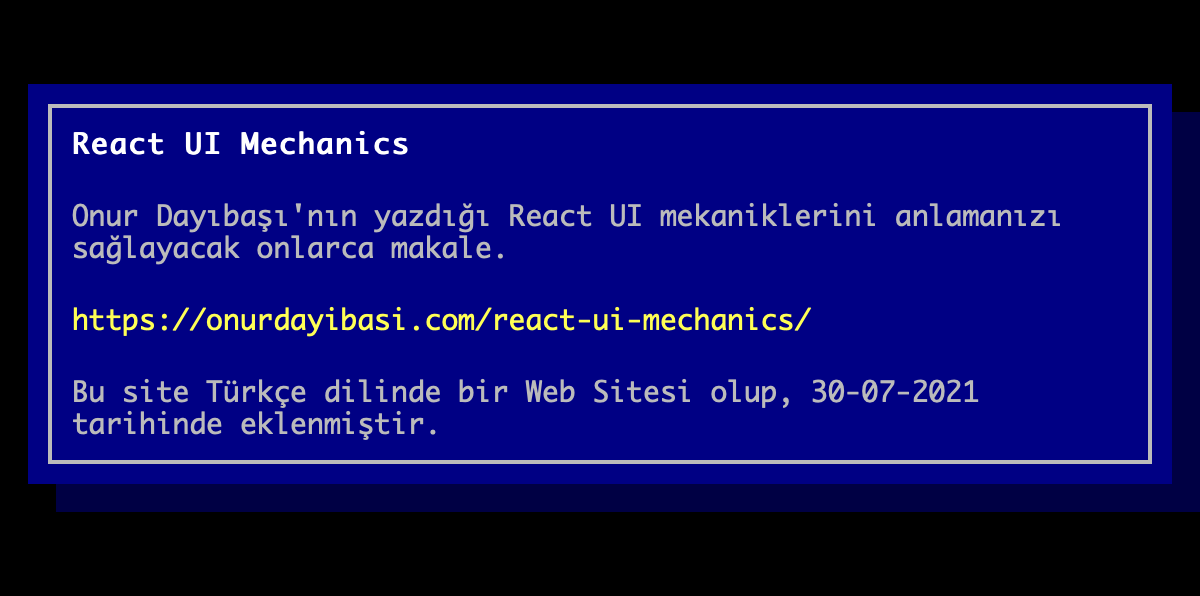 React UI Mechanics
Onur Dayıbaşı'nın yazdığı React UI mekaniklerini anlamanızı
sağlayacak onlarca makale.
https://onurdayibasi.com/react-ui-mechanics/
Bu site Türkçe dilinde bir Web Sitesi olup, 30-07-2021
tarihinde eklenmiştir.